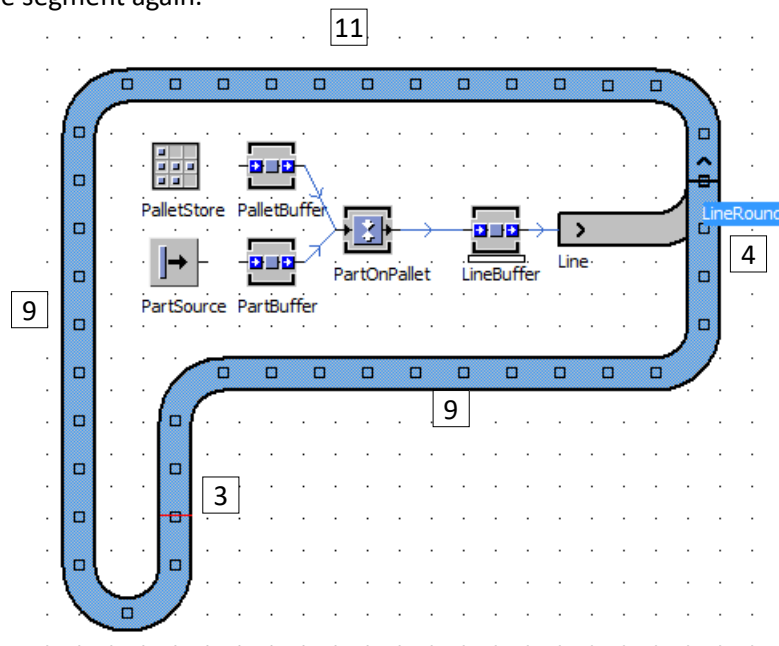 e segment again.
11
PalletStore PalletBuffer
LineRound
PartOnPallet LineBuffer Line
4
PartSource PartBuffer
9
9
3